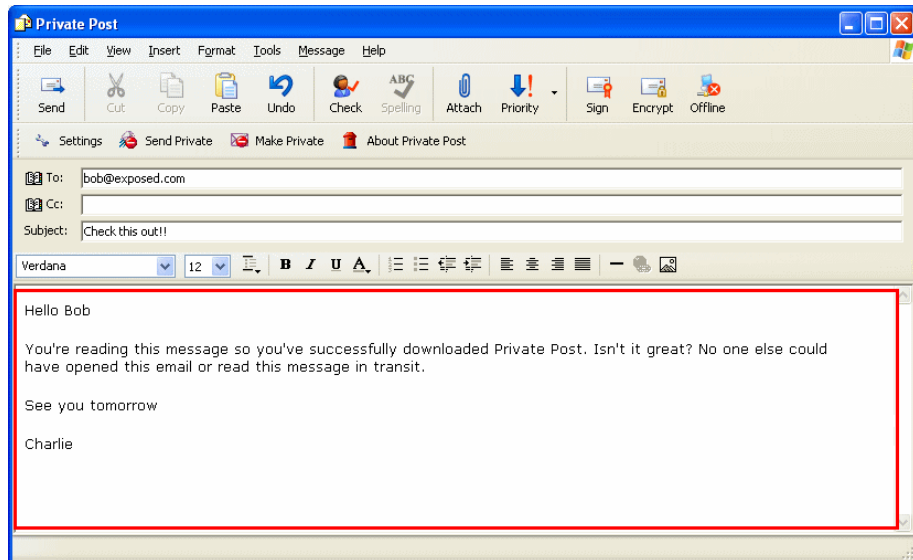 Private Post
File Edit View Insert Format Tools Message Help
ABC
Send Cut Copy Paste Undo Check Spelling Attach Priority Sign Encrypt Offline
Settings Send Private Make Private About Private Post
To: bob@exposed.com
Cc:
Subject: Check this out!!
Verdana 12 B I U A
Hello Bob
You're reading this message so you've successfully downloaded Private Post. Isn't it great? No one else could
have opened this email or read this message in transit.
See you tomorrow
Charlie